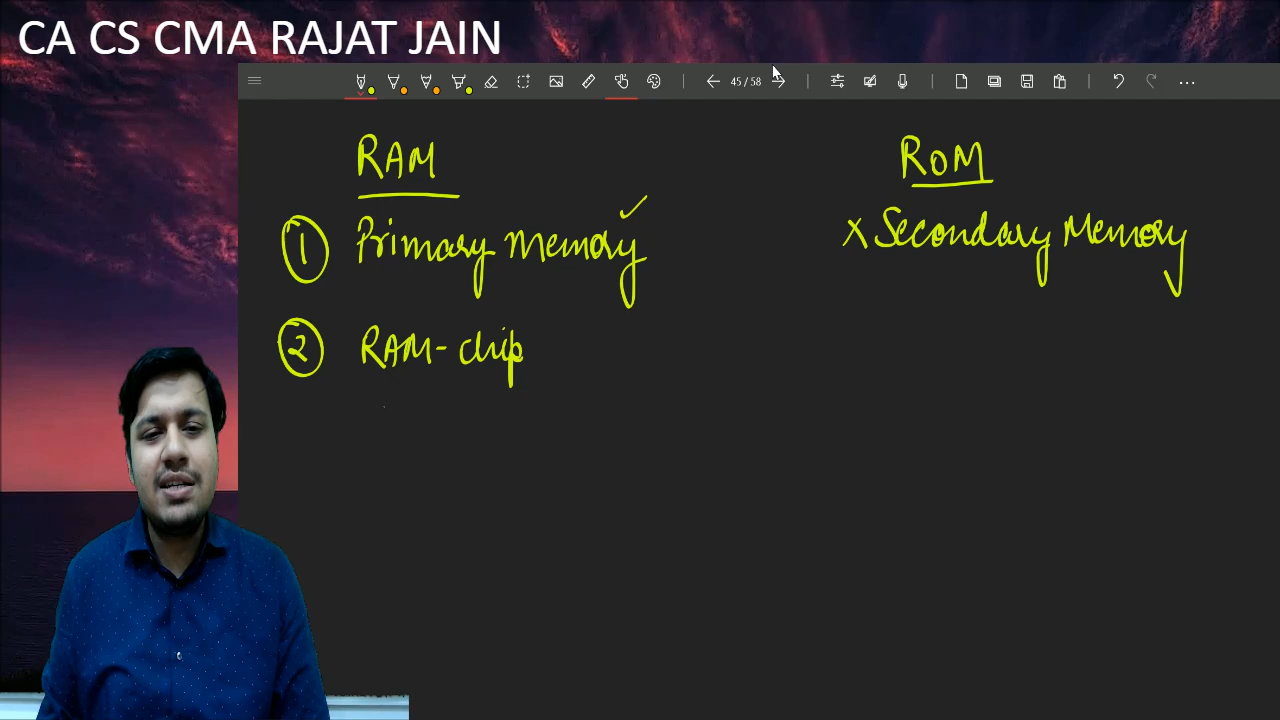 CA CS CMA RAJAT JAIN
45 / 58
RAM
ROM
1 Primary Memory ✓
x Secondary Memory
2 RAM- chip